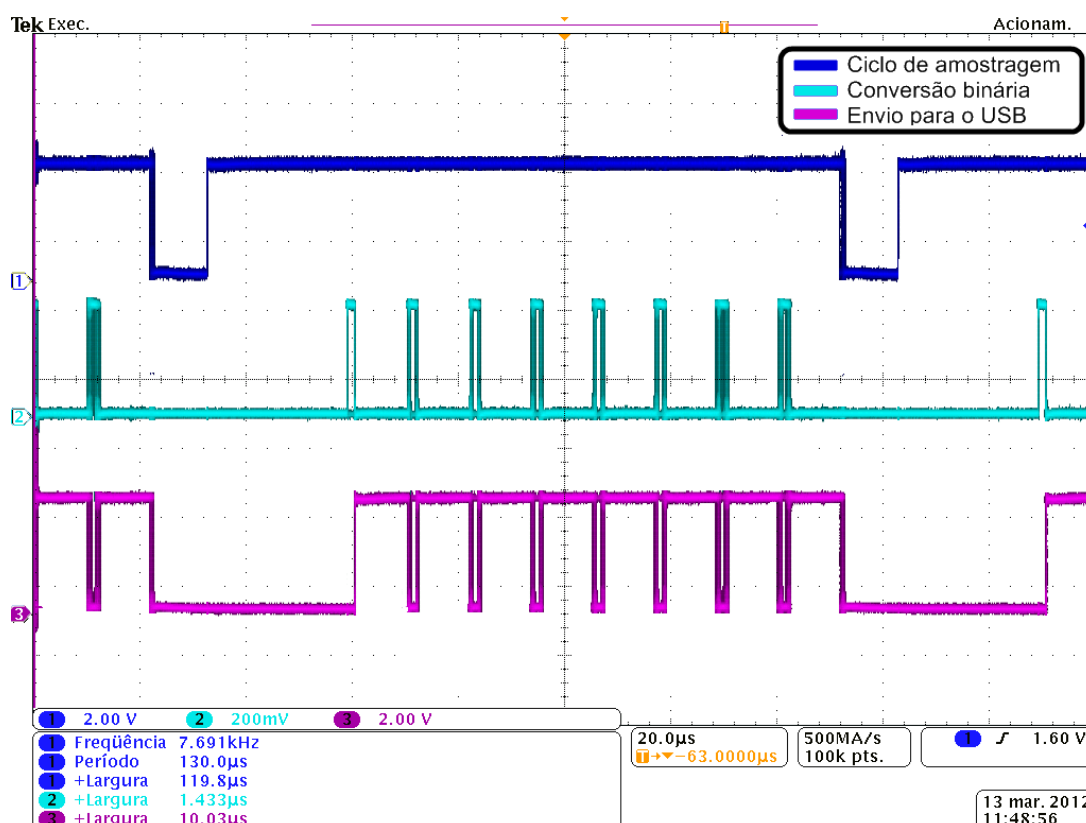 Tek Exec.
Acionam.
T
Ciclo de amostragem
Conversão binária
Envio para o USB
1
2
3
1 2.00 V 2 200mV 3 2.00 V
1 Freqüência 7.691kHz
1 Período 130.0µs
1 +Largura 119.8µs
2 +Largura 1.433µs
3 +Largura 10.03µs
20.0µs
T→▼−63.0000µs
500MA/s
100k pts.
1 1.60 V
13 mar. 2012
11:48:56